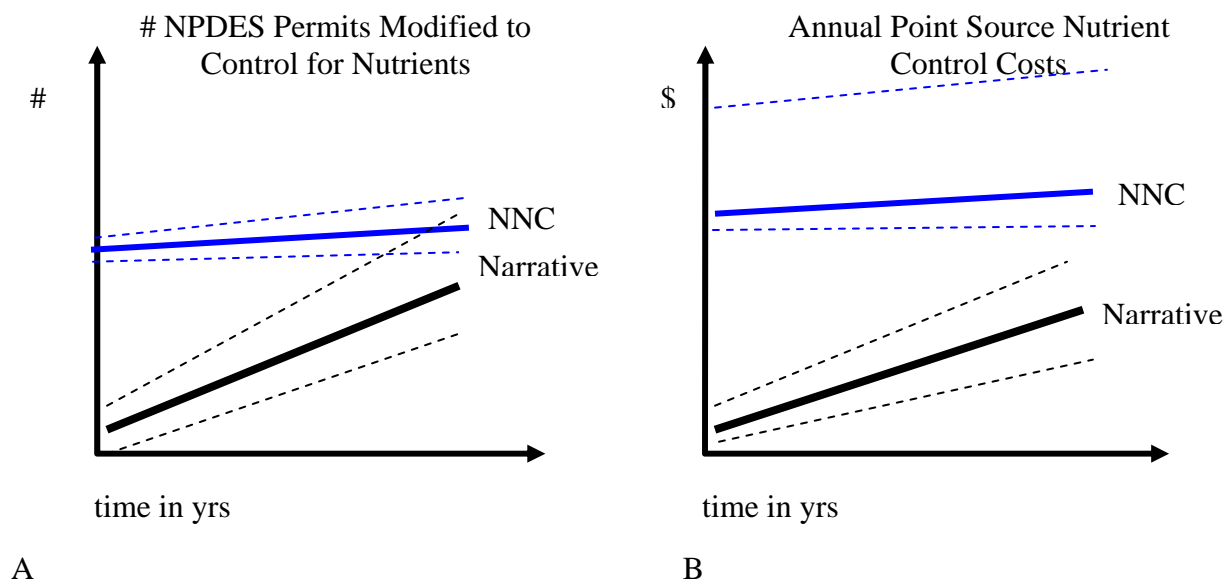 # NPDES Permits Modified to
Control for Nutrients
#
NNC
Narrative
time in yrs
A
Annual Point Source Nutrient
Control Costs
$
NNC
Narrative
time in yrs
B